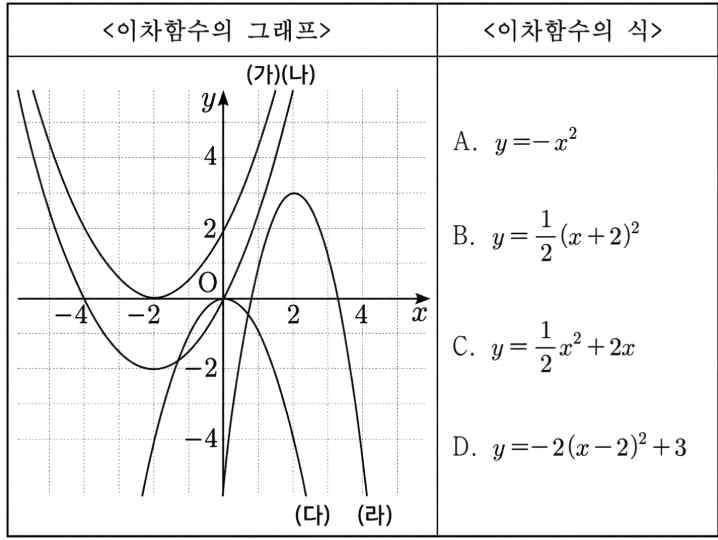 <이차함수의 그래프>
<이차함수의 식>
(가)(나)
y
4
2
O
-4 -2 2 4 x
-2
-4
(다) (라)
A. y=-x²
B. y=1/2(x+2)²
C. y=1/2x²+2x
D. y=-2(x-2)²+3